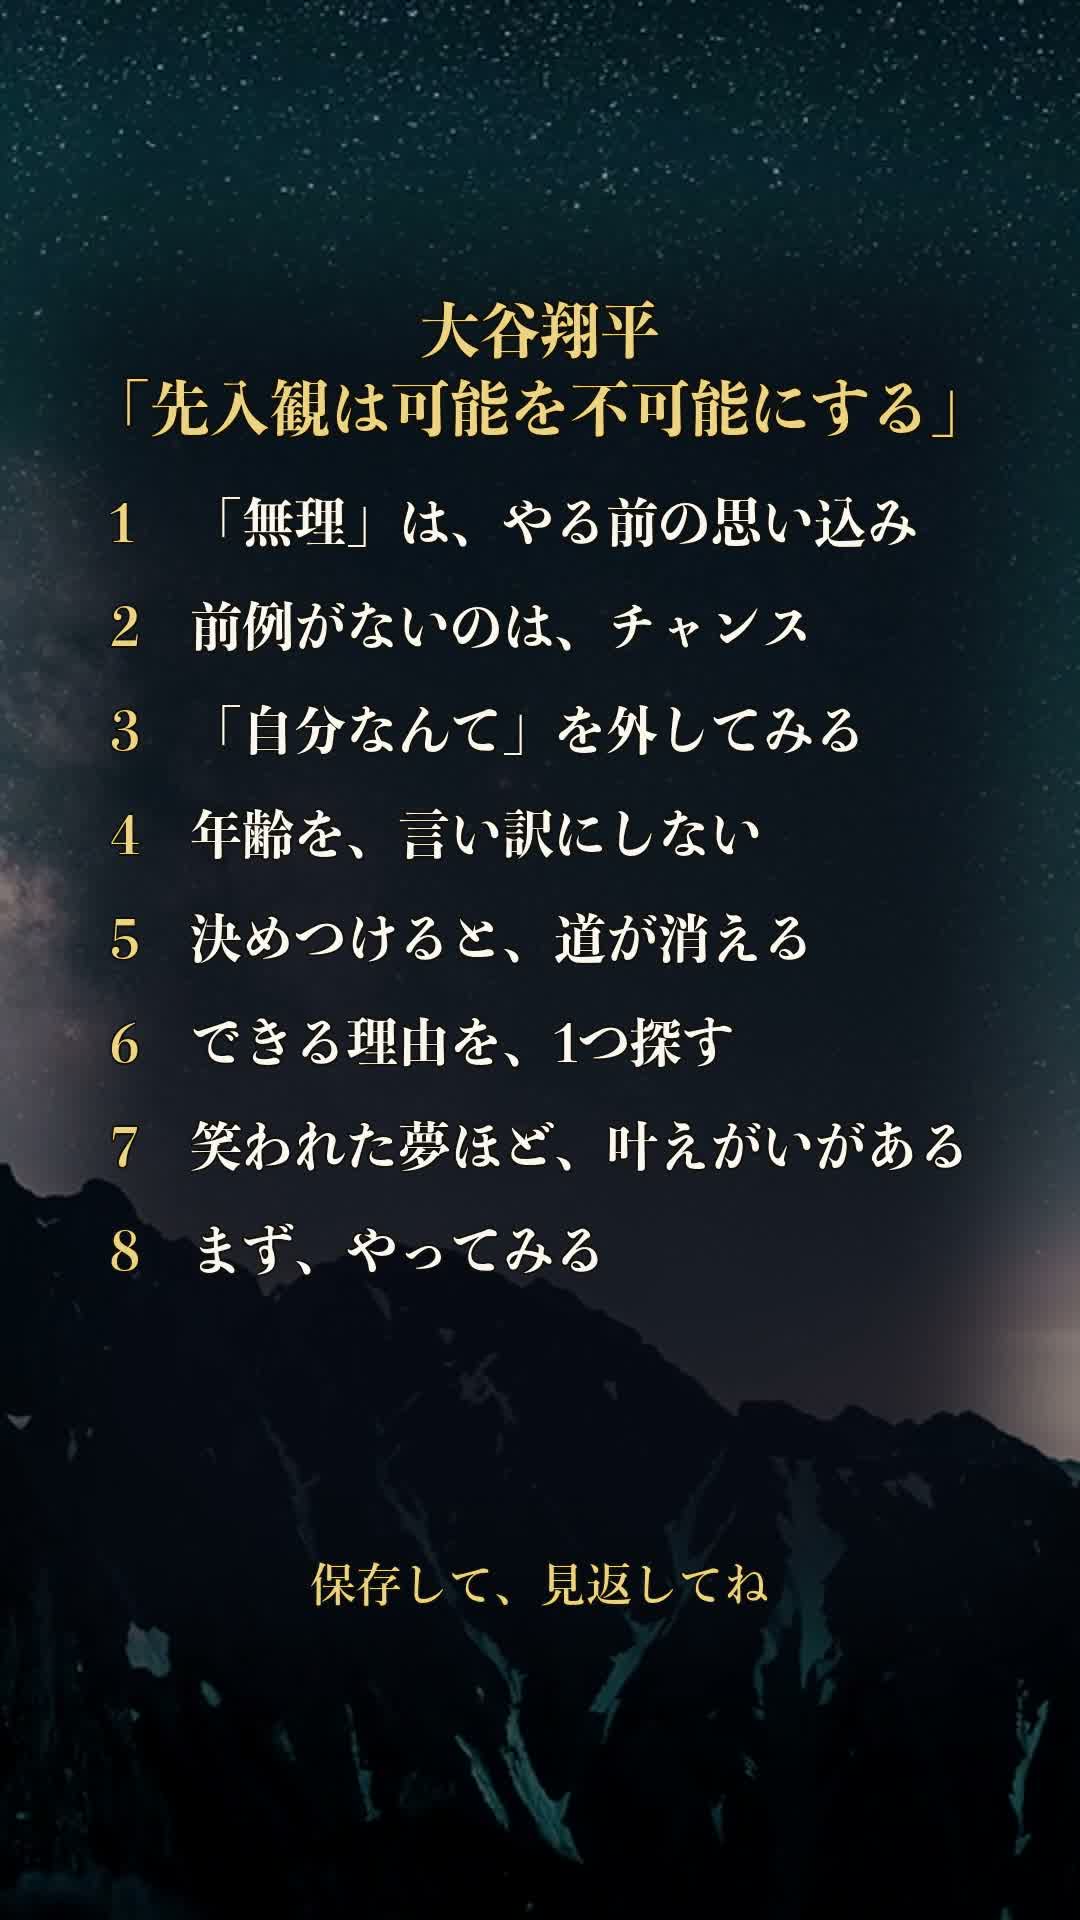 大谷翔平
「先入観は可能を不可能にする」
1 「無理」は、やる前の思い込み
2 前例がないのは、チャンス
3 「自分なんて」を外してみる
4 年齢を、言い訳にしない
5 決めつけると、道が消える
6 できる理由を、1つ探す
7 笑われた夢ほど、叶えがいがある
8 まず、やってみる
保存して、見返してね